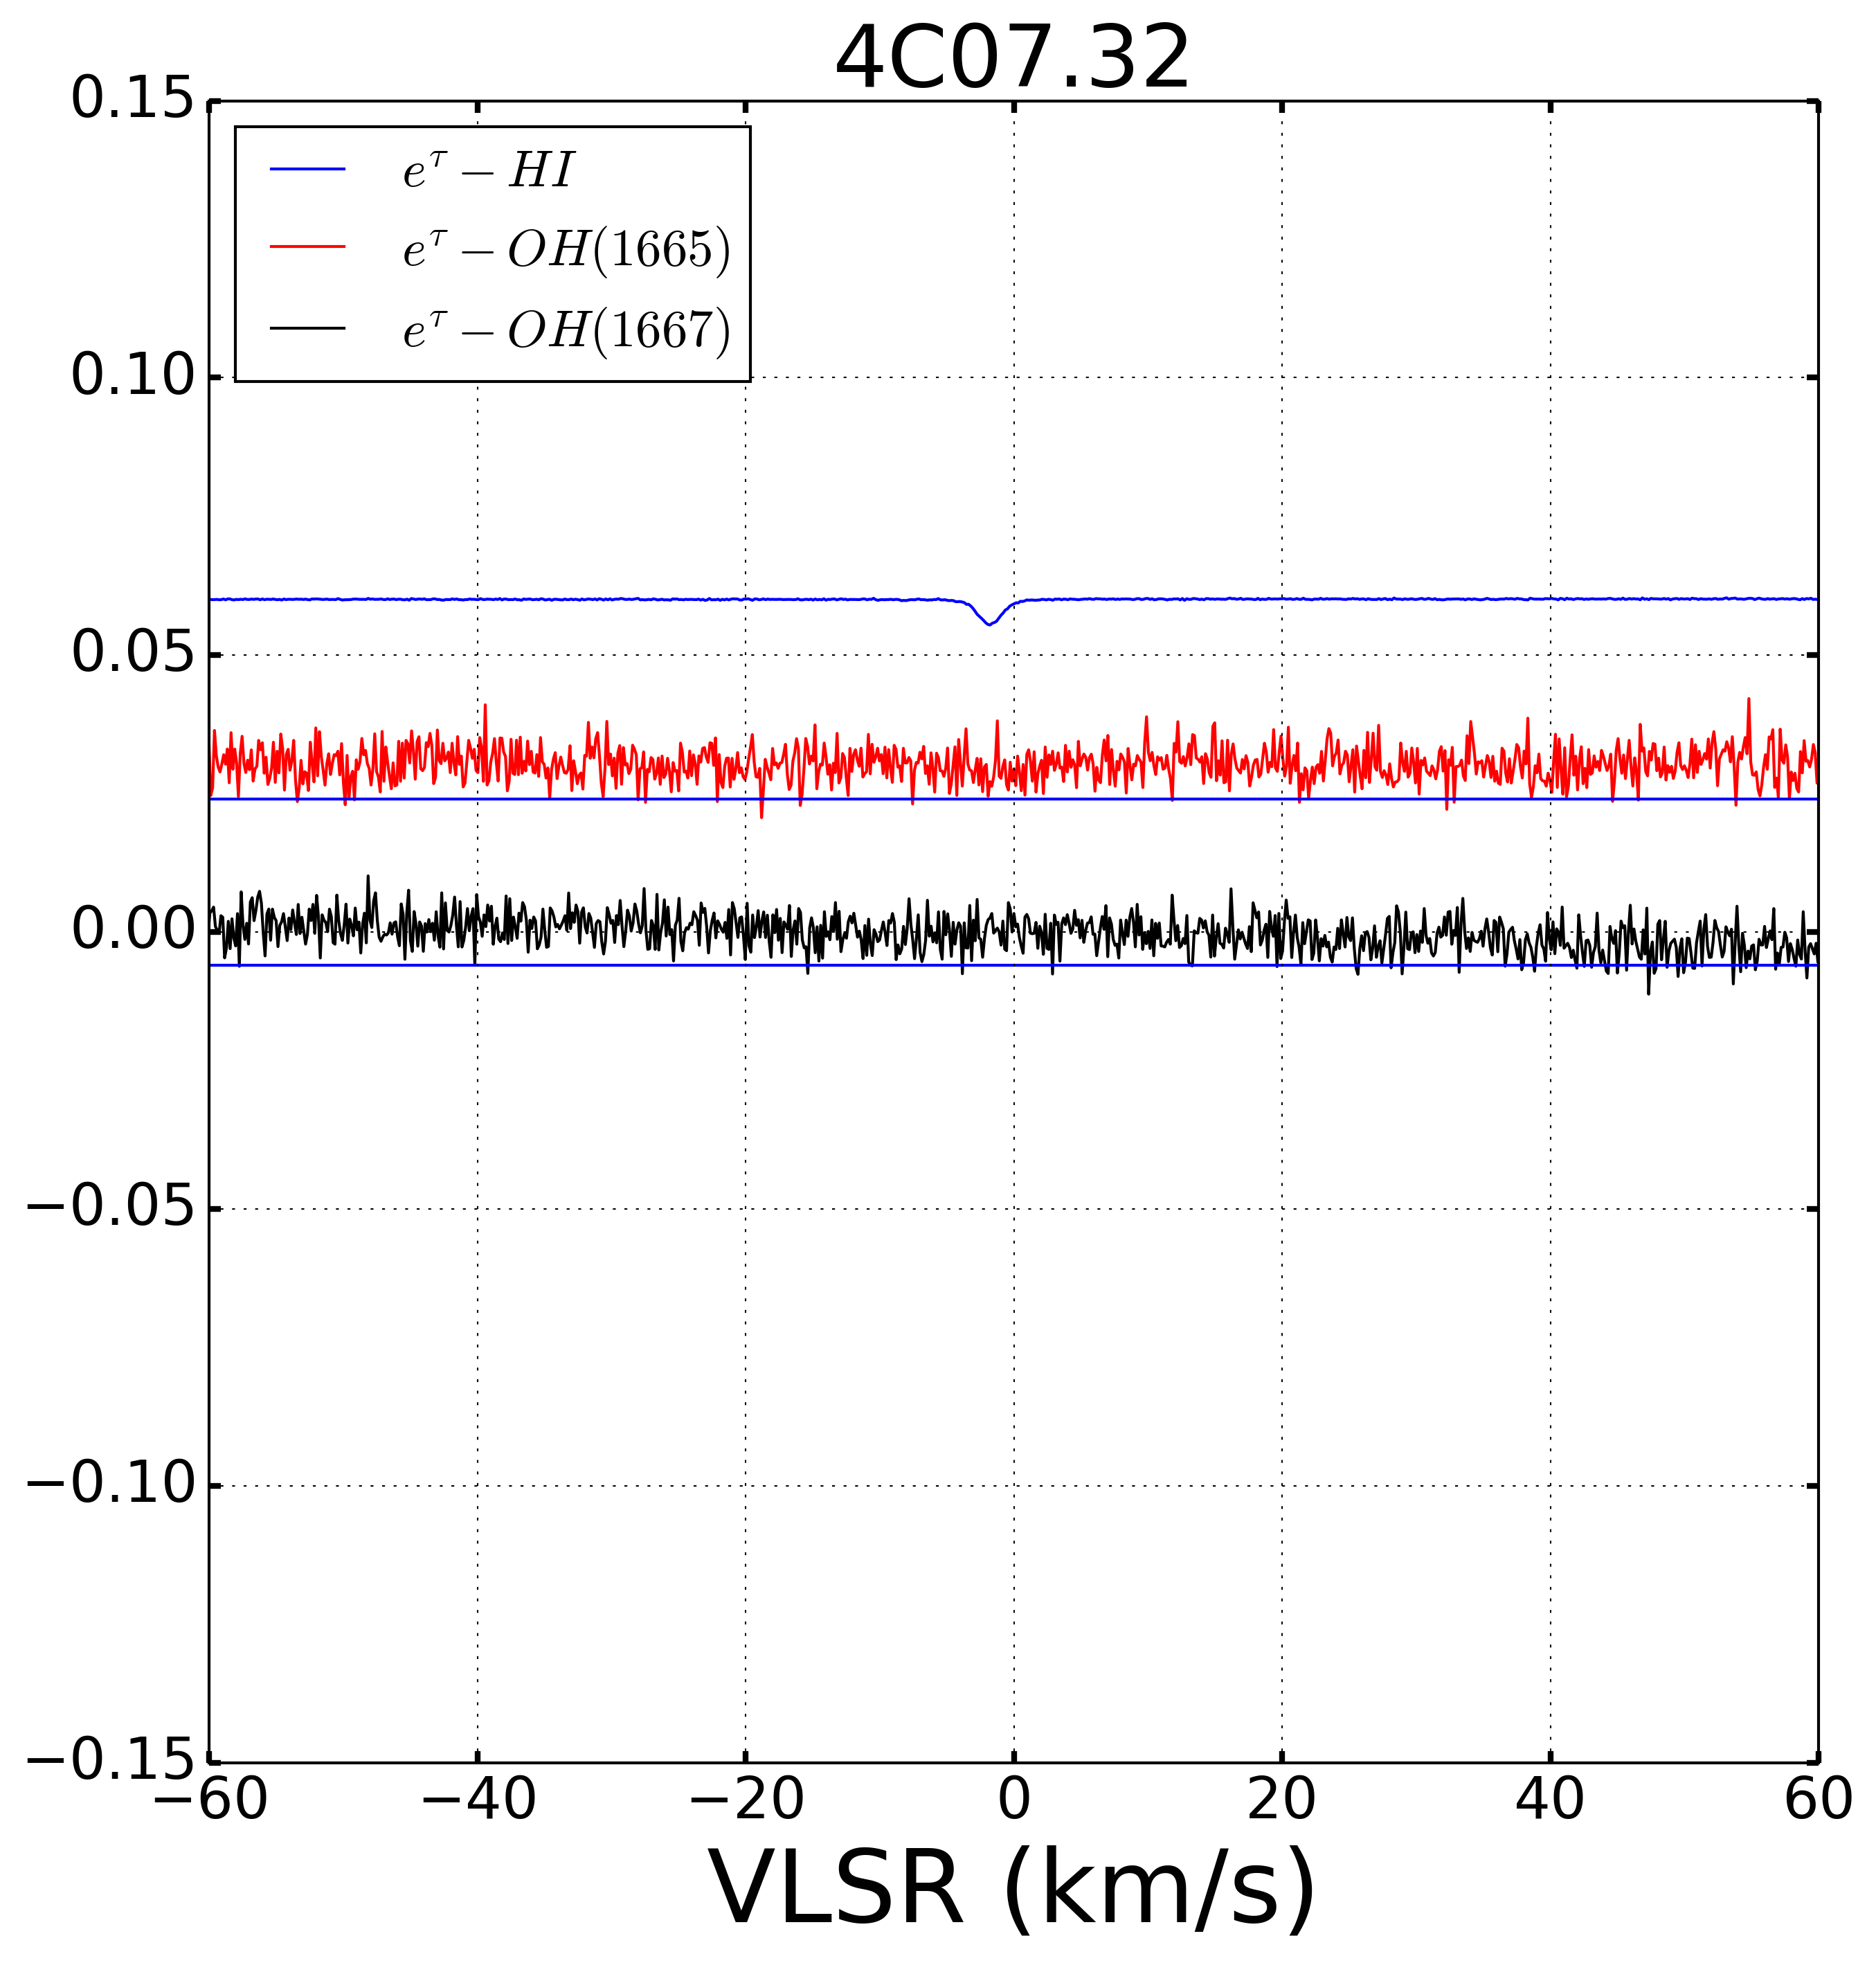 4C07.32
0.15
0.10
0.05
0.00
−0.05
−0.10
−0.15
e^τ − HI
e^τ − OH(1665)
e^τ − OH(1667)
−60 −40 −20 0 20 40 60
VLSR (km/s)